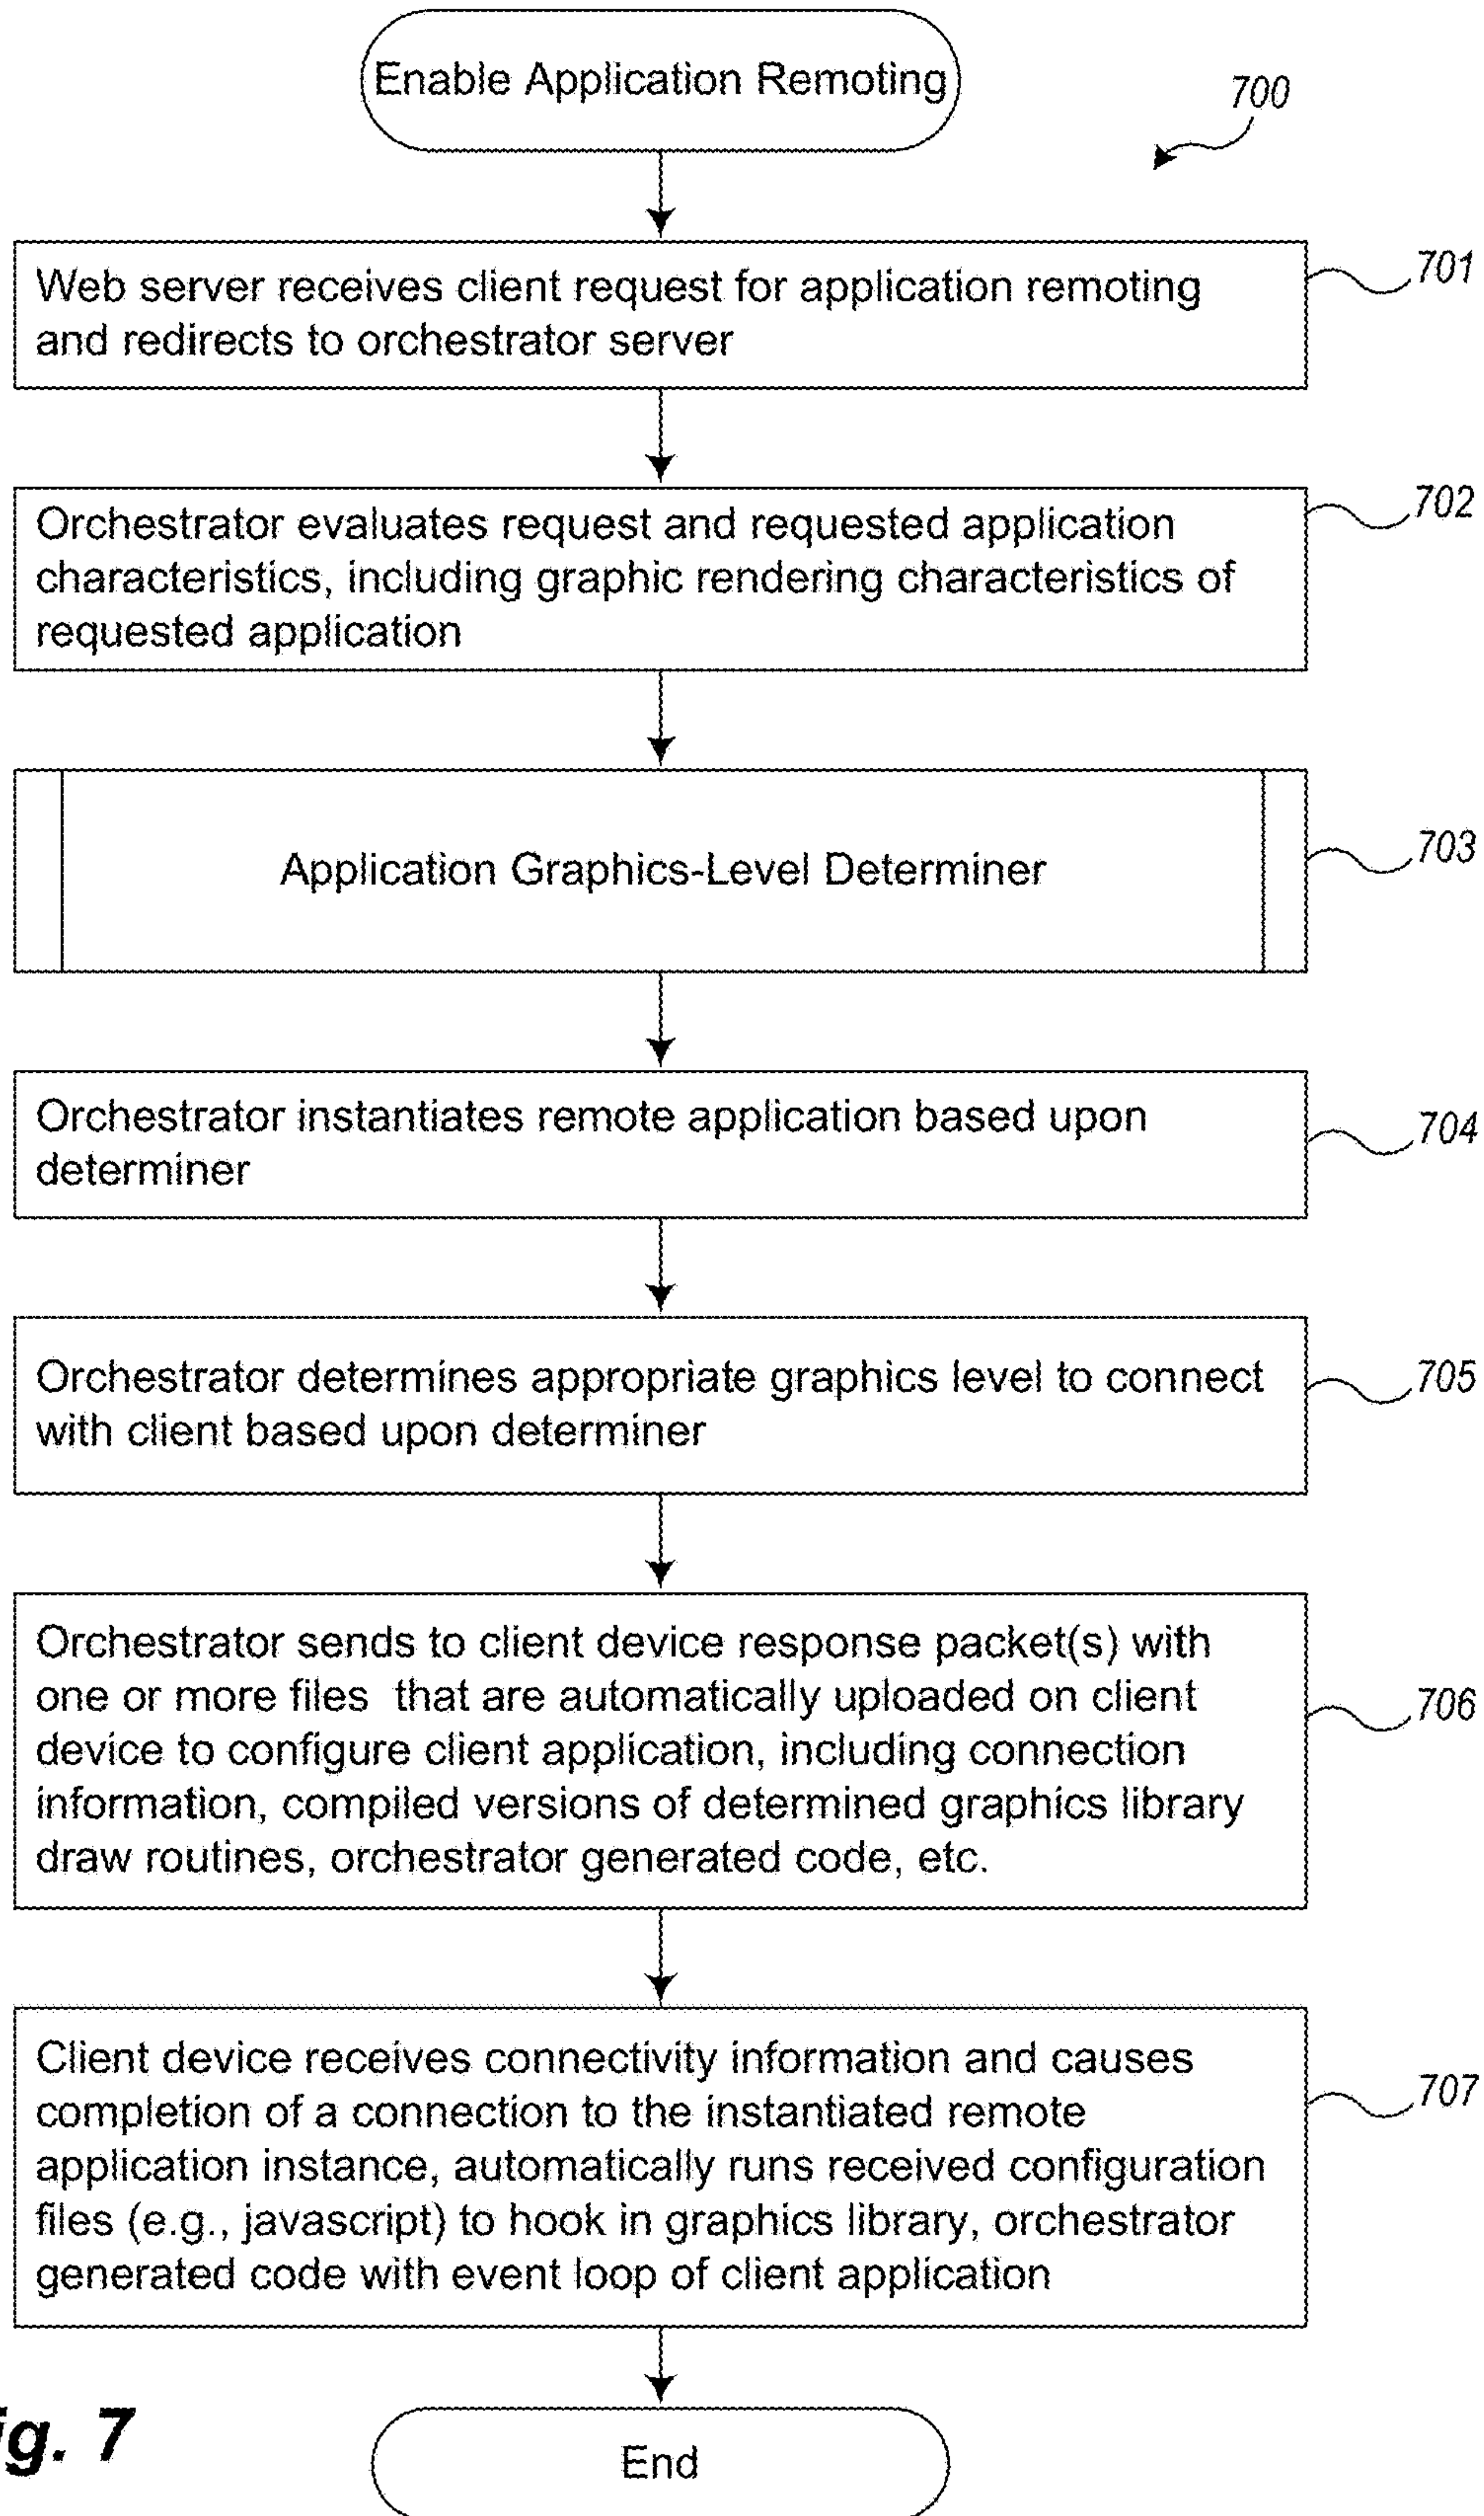 Enable Application Remoting
700
Web server receives client request for application remoting
and redirects to orchestrator server
701
Orchestrator evaluates request and requested application
characteristics, including graphic rendering characteristics of
requested application
702
Application Graphics-Level Determiner
703
Orchestrator instantiates remote application based upon
determiner
704
Orchestrator determines appropriate graphics level to connect
with client based upon determiner
705
Orchestrator sends to client device response packet(s) with
one or more files that are automatically uploaded on client
device to configure client application, including connection
information, compiled versions of determined graphics library
draw routines, orchestrator generated code, etc.
706
Client device receives connectivity information and causes
completion of a connection to the instantiated remote
application instance, automatically runs received configuration
files (e.g., javascript) to hook in graphics library, orchestrator
generated code with event loop of client application
707
ig. 7
End